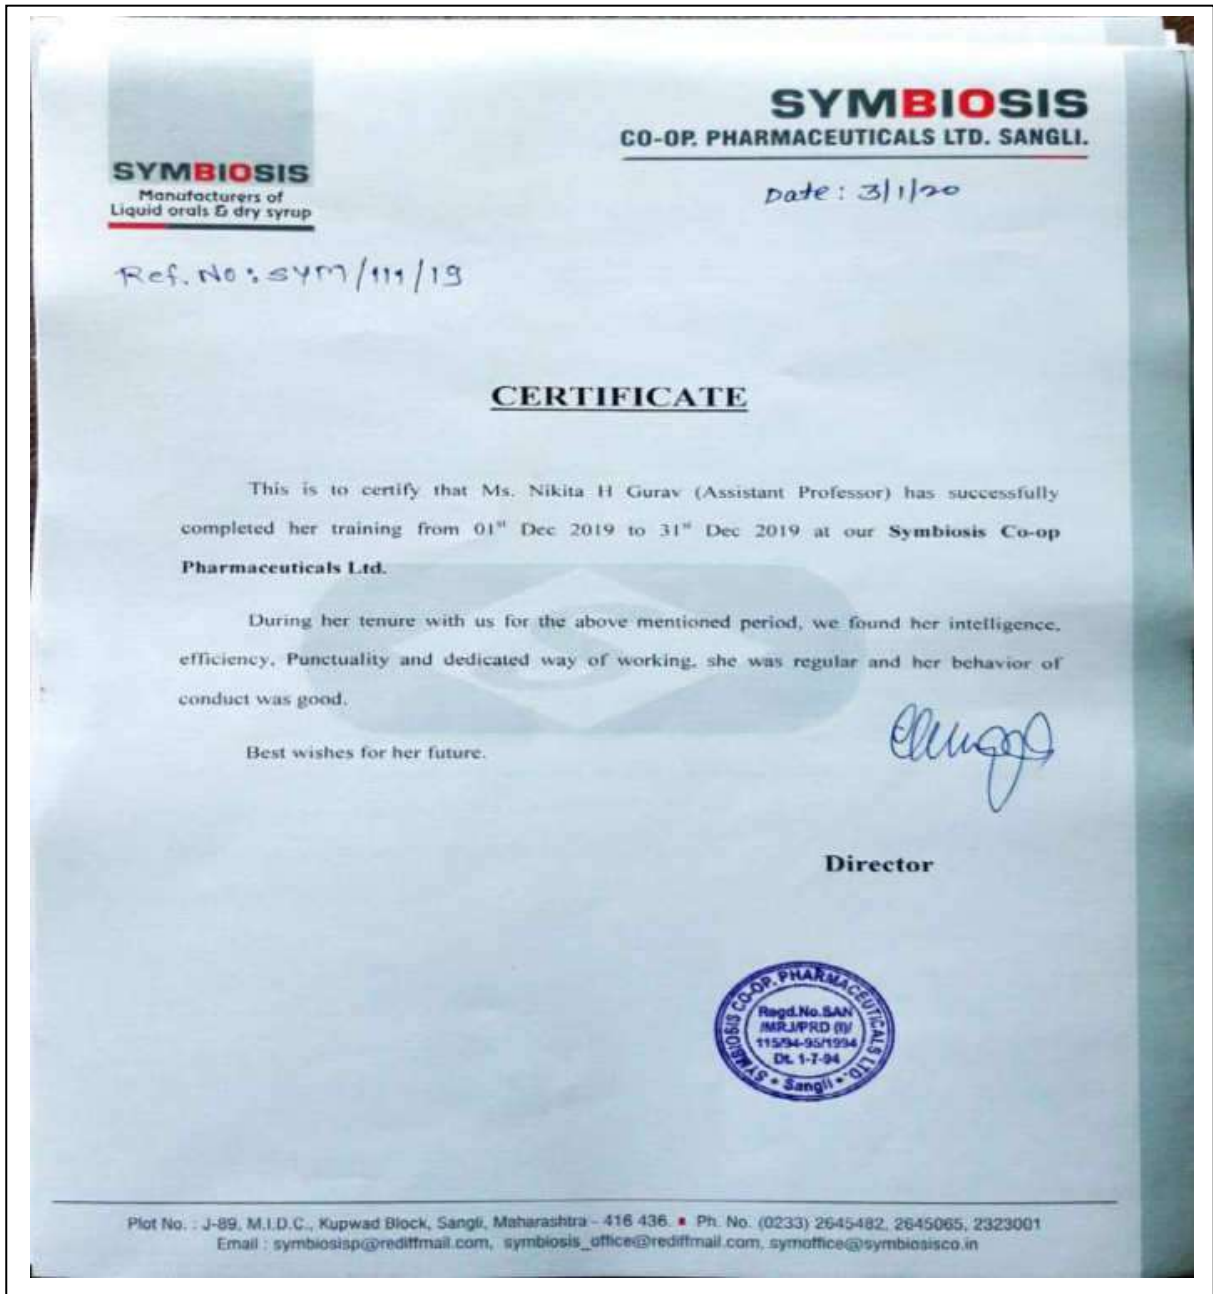 SYMBIOSIS
CO-OP. PHARMACEUTICALS LTD. SANGLI.
SYMBIOSIS
Manufacturers of
Liquid orals & dry syrup
Date: 3/1/20
Ref. No: SYM/111/19
CERTIFICATE
This is to certify that Ms. Nikita H Gurav (Assistant Professor) has successfully
completed her training from 01st Dec 2019 to 31st Dec 2019 at our Symbiosis Co-op
Pharmaceuticals Ltd.
During her tenure with us for the above mentioned period, we found her intelligence,
efficiency, Punctuality and dedicated way of working, she was regular and her behavior of
conduct was good.
Best wishes for her future.
Director
SYMBIOSIS CO-OP. PHARMACEUTICALS LTD.
Regd.No.SAN
/MRJ/PRD (I)/
115/94-95/1994
Dt. 1-7-94
Sangli
Plot No. : J-89, M.I.D.C., Kupwad Block, Sangli, Maharashtra - 416 436. ▪ Ph. No. (0233) 2645482, 2645065, 2323001
Email : symbiosisp@rediffmail.com, symbiosis_office@rediffmail.com, symoffice@symbiosisco.in